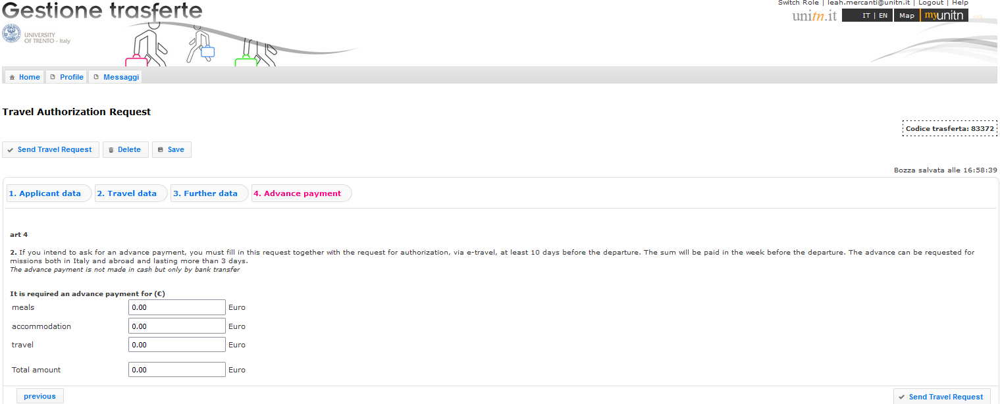 Gestione trasferte
Switch Role | leah.mercanti@unitn.it | Logout | Help
unitn.it IT | EN Map myunitn
UNIVERSITY
OF TRENTO - Italy
Home Profile Messaggi
Travel Authorization Request
Codice trasferta: 83372
Send Travel Request Delete Save
Bozza salvata alle 16:58:39
1. Applicant data 2. Travel data 3. Further data 4. Advance payment
art 4
2. If you intend to ask for an advance payment, you must fill in this request together with the request for authorization, via e-travel, at least 10 days before the departure. The sum will be paid in the week before the departure. The advance can be requested for
missions both in Italy and abroad and lasting more than 3 days.
The advance payment is not made in cash but only by bank transfer
It is required an advance payment for (€)
meals 0.00 Euro
accommodation 0.00 Euro
travel 0.00 Euro
Total amount 0.00 Euro
previous Send Travel Request